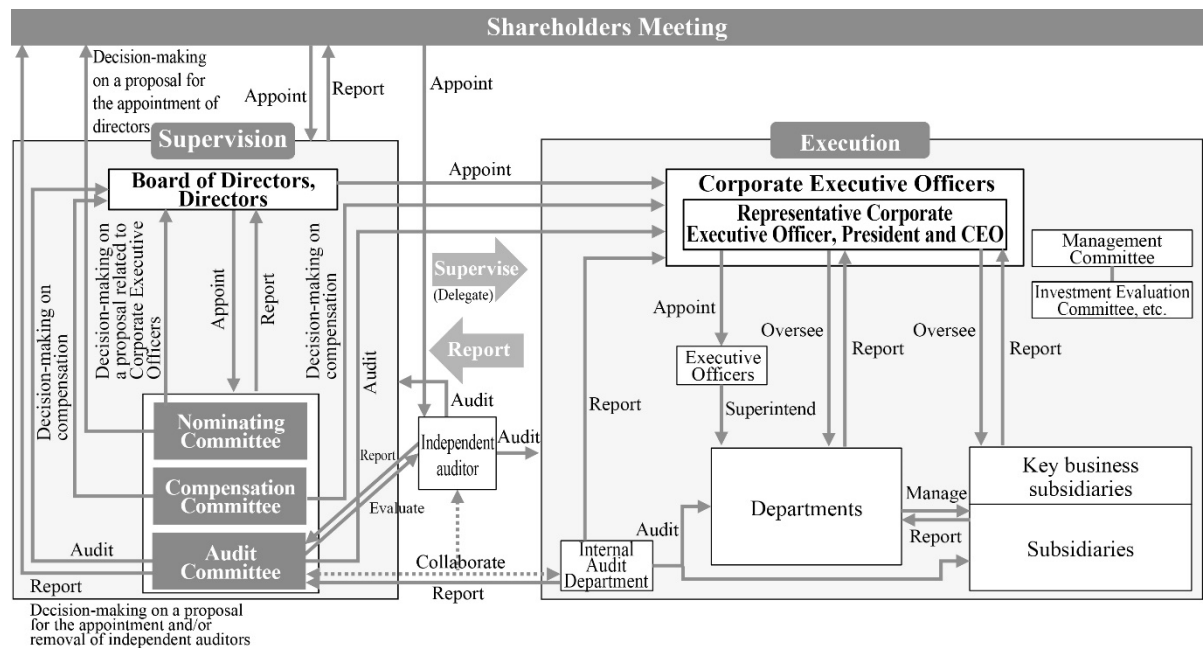 Shareholders Meeting
Decision-making
on a proposal for
the appointment of
directors
Appoint
Report
Appoint
Supervision
Execution
Board of Directors,
Directors
Appoint
Corporate Executive Officers
Representative Corporate
Executive Officer, President and CEO
Management
Committee
Investment Evaluation
Committee, etc.
Decision-making on
compensation
Decision-making on
a proposal related to
Corporate Executive
Officers
Appoint
Report
Decision-making on
compensation
Audit
Supervise
(Delegate)
Report
Appoint
Oversee
Report
Oversee
Report
Executive
Officers
Superintend
Report
Audit
Audit
Nominating
Committee
Compensation
Committee
Audit
Committee
Report
Evaluate
Independent
auditor
Departments
Manage
Report
Key business
subsidiaries
Subsidiaries
Audit
Internal
Audit
Department
Collaborate
Report
Audit
Report
Decision-making on a proposal
for the appointment and/or
removal of independent auditors